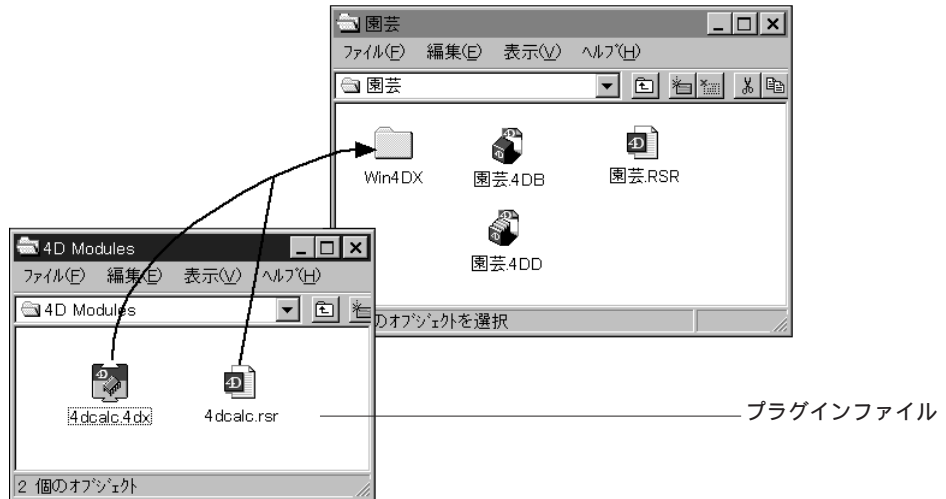 園芸
ファイル(F) 編集(E) 表示(V) ヘルプ(H)
園芸
Win4DX
園芸.4DB
園芸.RSR
園芸.4DD
のオブジェクトを選択
4D Modules
ファイル(F) 編集(E) 表示(V) ヘルプ(H)
4D Modules
4dcalc.4dx
4dcalc.rsr
2 個のオブジェクト
プラグインファイル